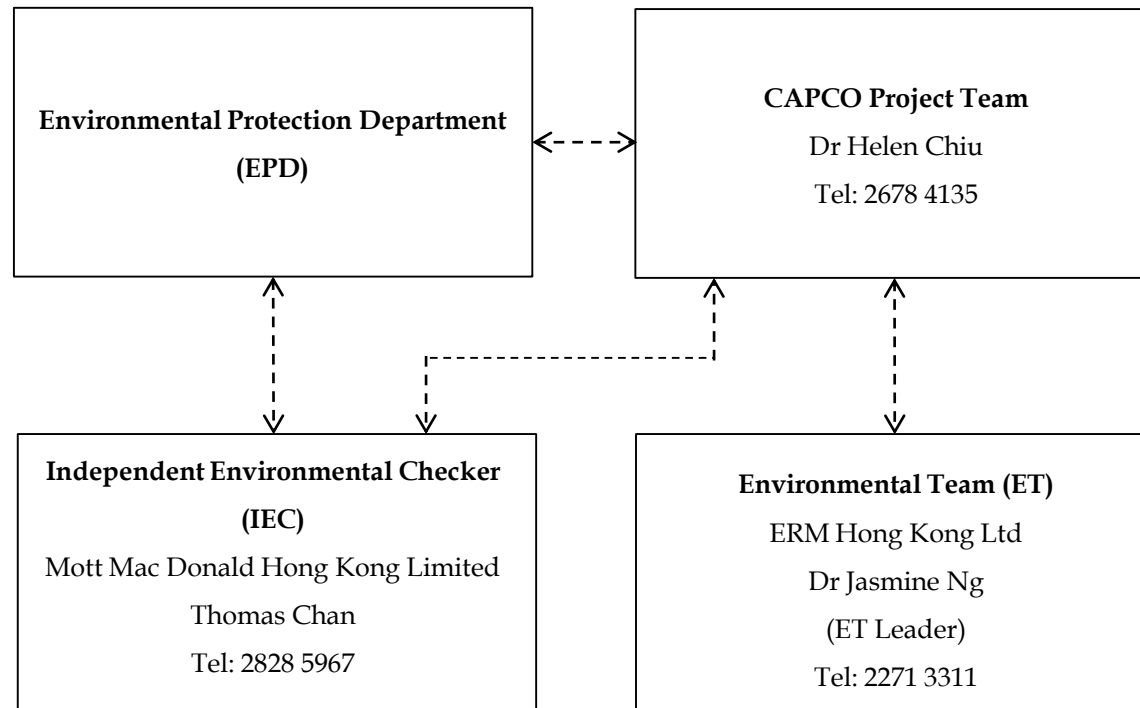 Environmental Protection Department
(EPD)
CAPCO Project Team
Dr Helen Chiu
Tel: 2678 4135
Independent Environmental Checker
(IEC)
Mott Mac Donald Hong Kong Limited
Thomas Chan
Tel: 2828 5967
Environmental Team (ET)
ERM Hong Kong Ltd
Dr Jasmine Ng
(ET Leader)
Tel: 2271 3311